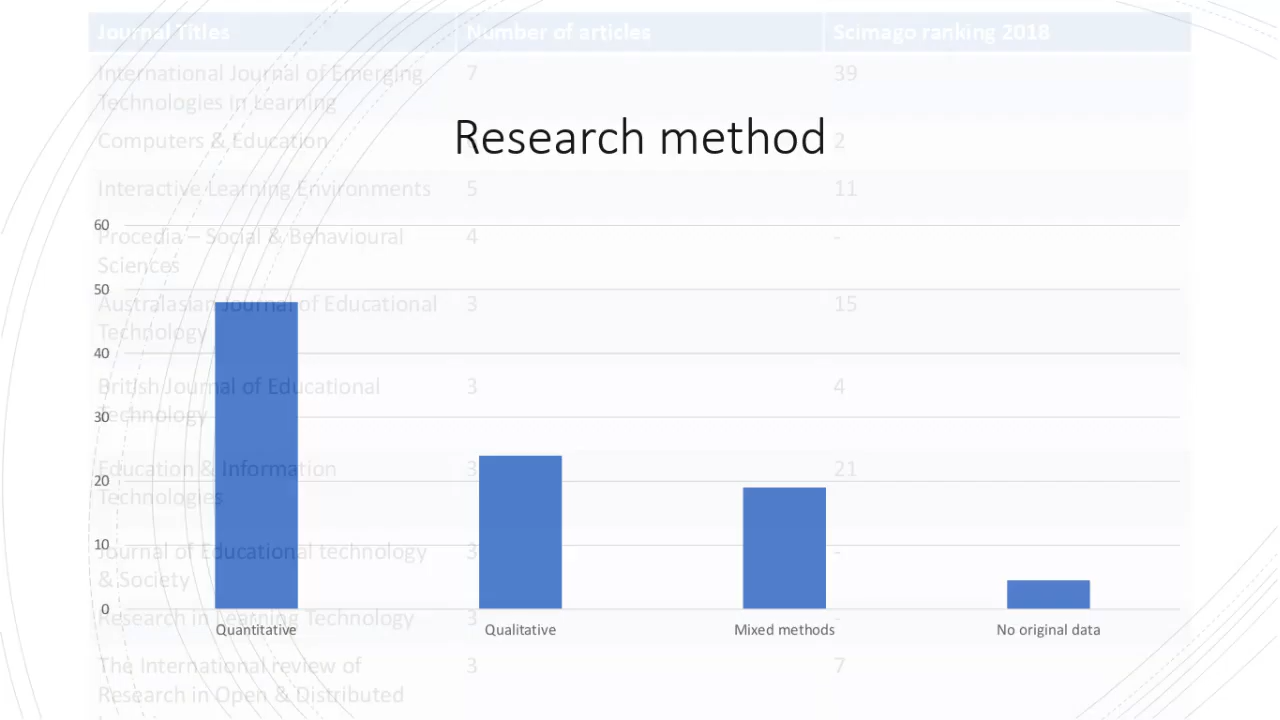 Journal Titles Number of articles Scimago ranking 2018
International Journal of Emerging 7 39
Technologies in Learning
Research method
Computers & Education 2
Interactive Learning Environments 5 11
60
Procedia – Social & Behavioural 4 -
Sciences
50
Australasian Journal of Educational 3 15
Technology
40
British Journal of Educational 3 4
Technology
30
Education & Information 3 21
20
Technologies
10
Journal of Educational technology 3 -
& Society
0
Research in Learning Technology 3 -
Quantitative Qualitative Mixed methods No original data
The International review of 3 7
Research in Open & Distributed